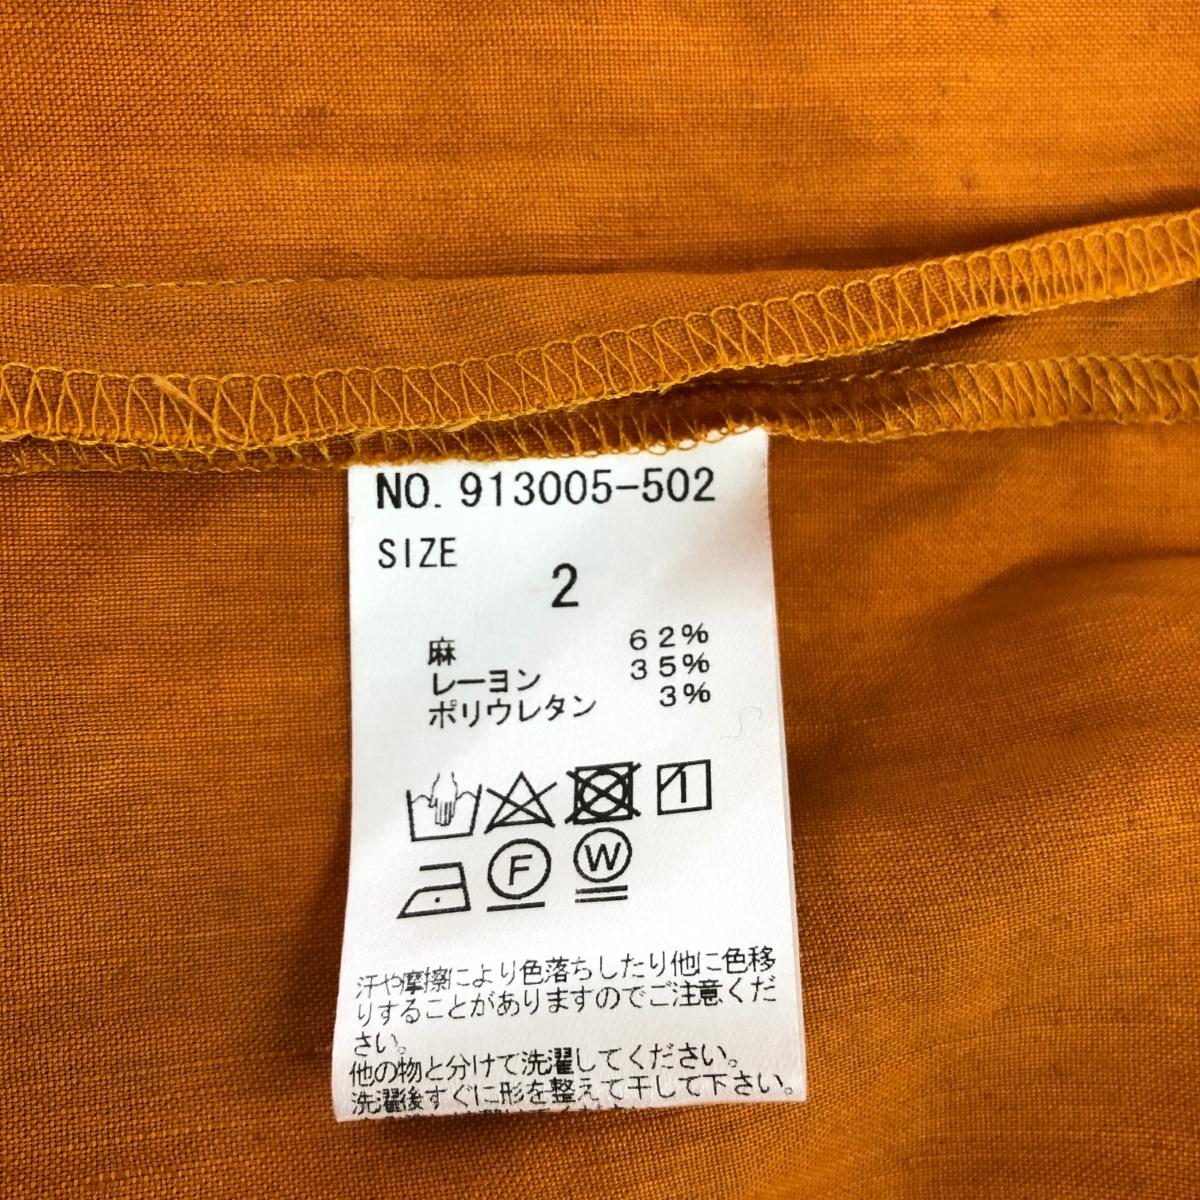 NO. 913005-502
SIZE
2
麻 62%
レーヨン 35%
ポリウレタン 3%
F W
汗や摩擦により色落ちしたり他に色移
りすることがありますのでご注意くだ
さい。
他の物と分けて洗濯してください。
洗濯後すぐに形を整えて干して下さい。